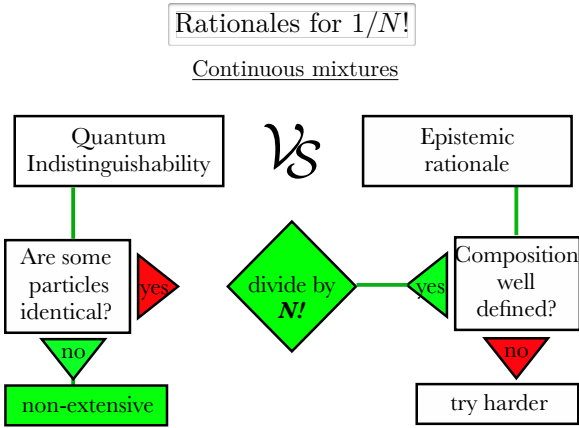 Rationales for 1/N!
Continuous mixtures
Quantum
Indistinguishability
VS
Epistemic
rationale
Are some
particles
identical?
yes
divide by
N!
yes
Composition
well
defined?
no
no
non-extensive
try harder